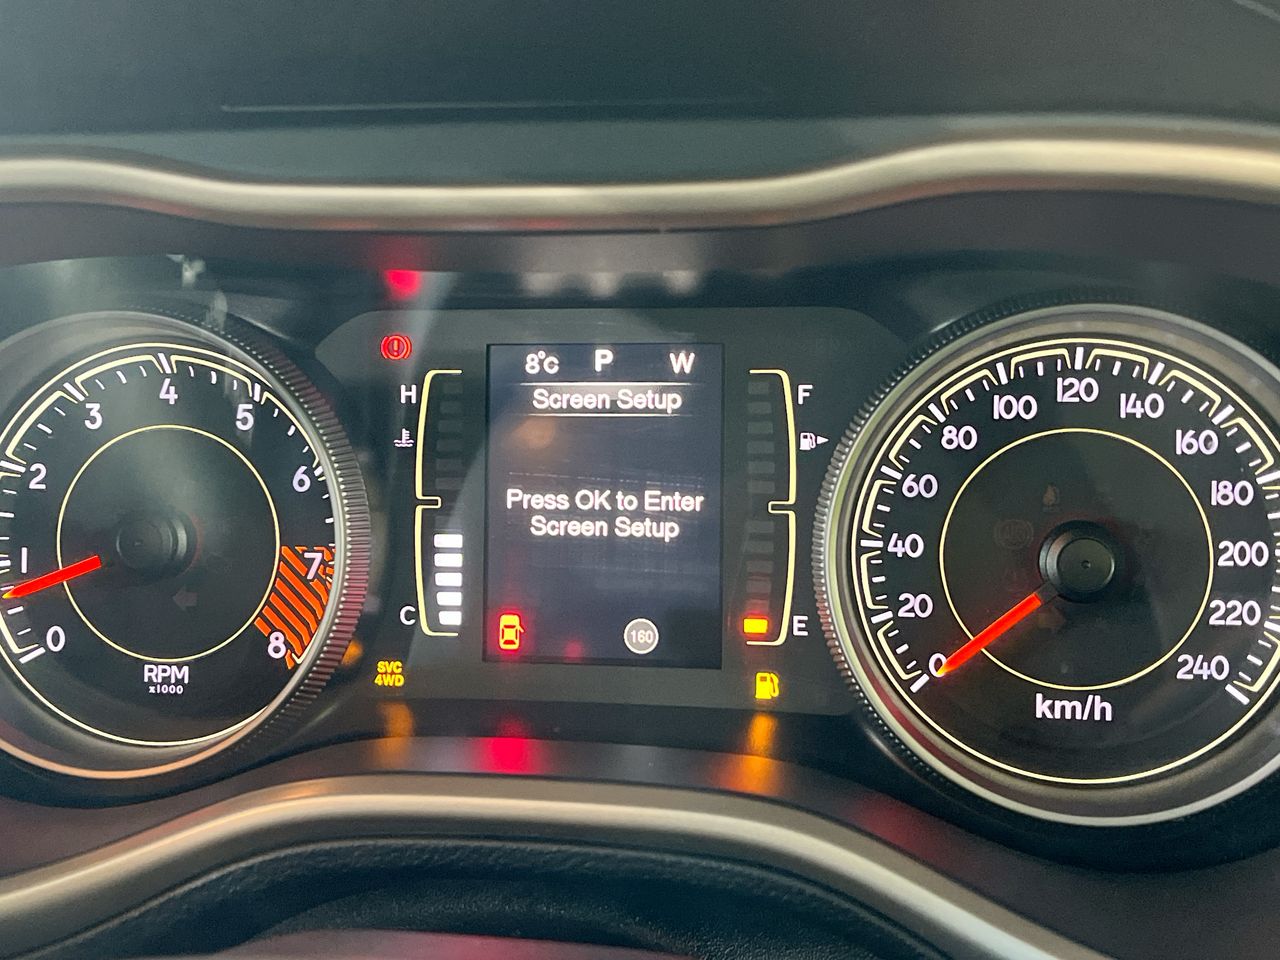 8°C P W
Screen Setup
Press OK to Enter
Screen Setup
160
H
C
F
E
SVC
4WD
0
1
2
3
4
5
6
7
8
RPM
x1000
0
20
40
60
80
100
120
140
160
180
200
220
240
km/h